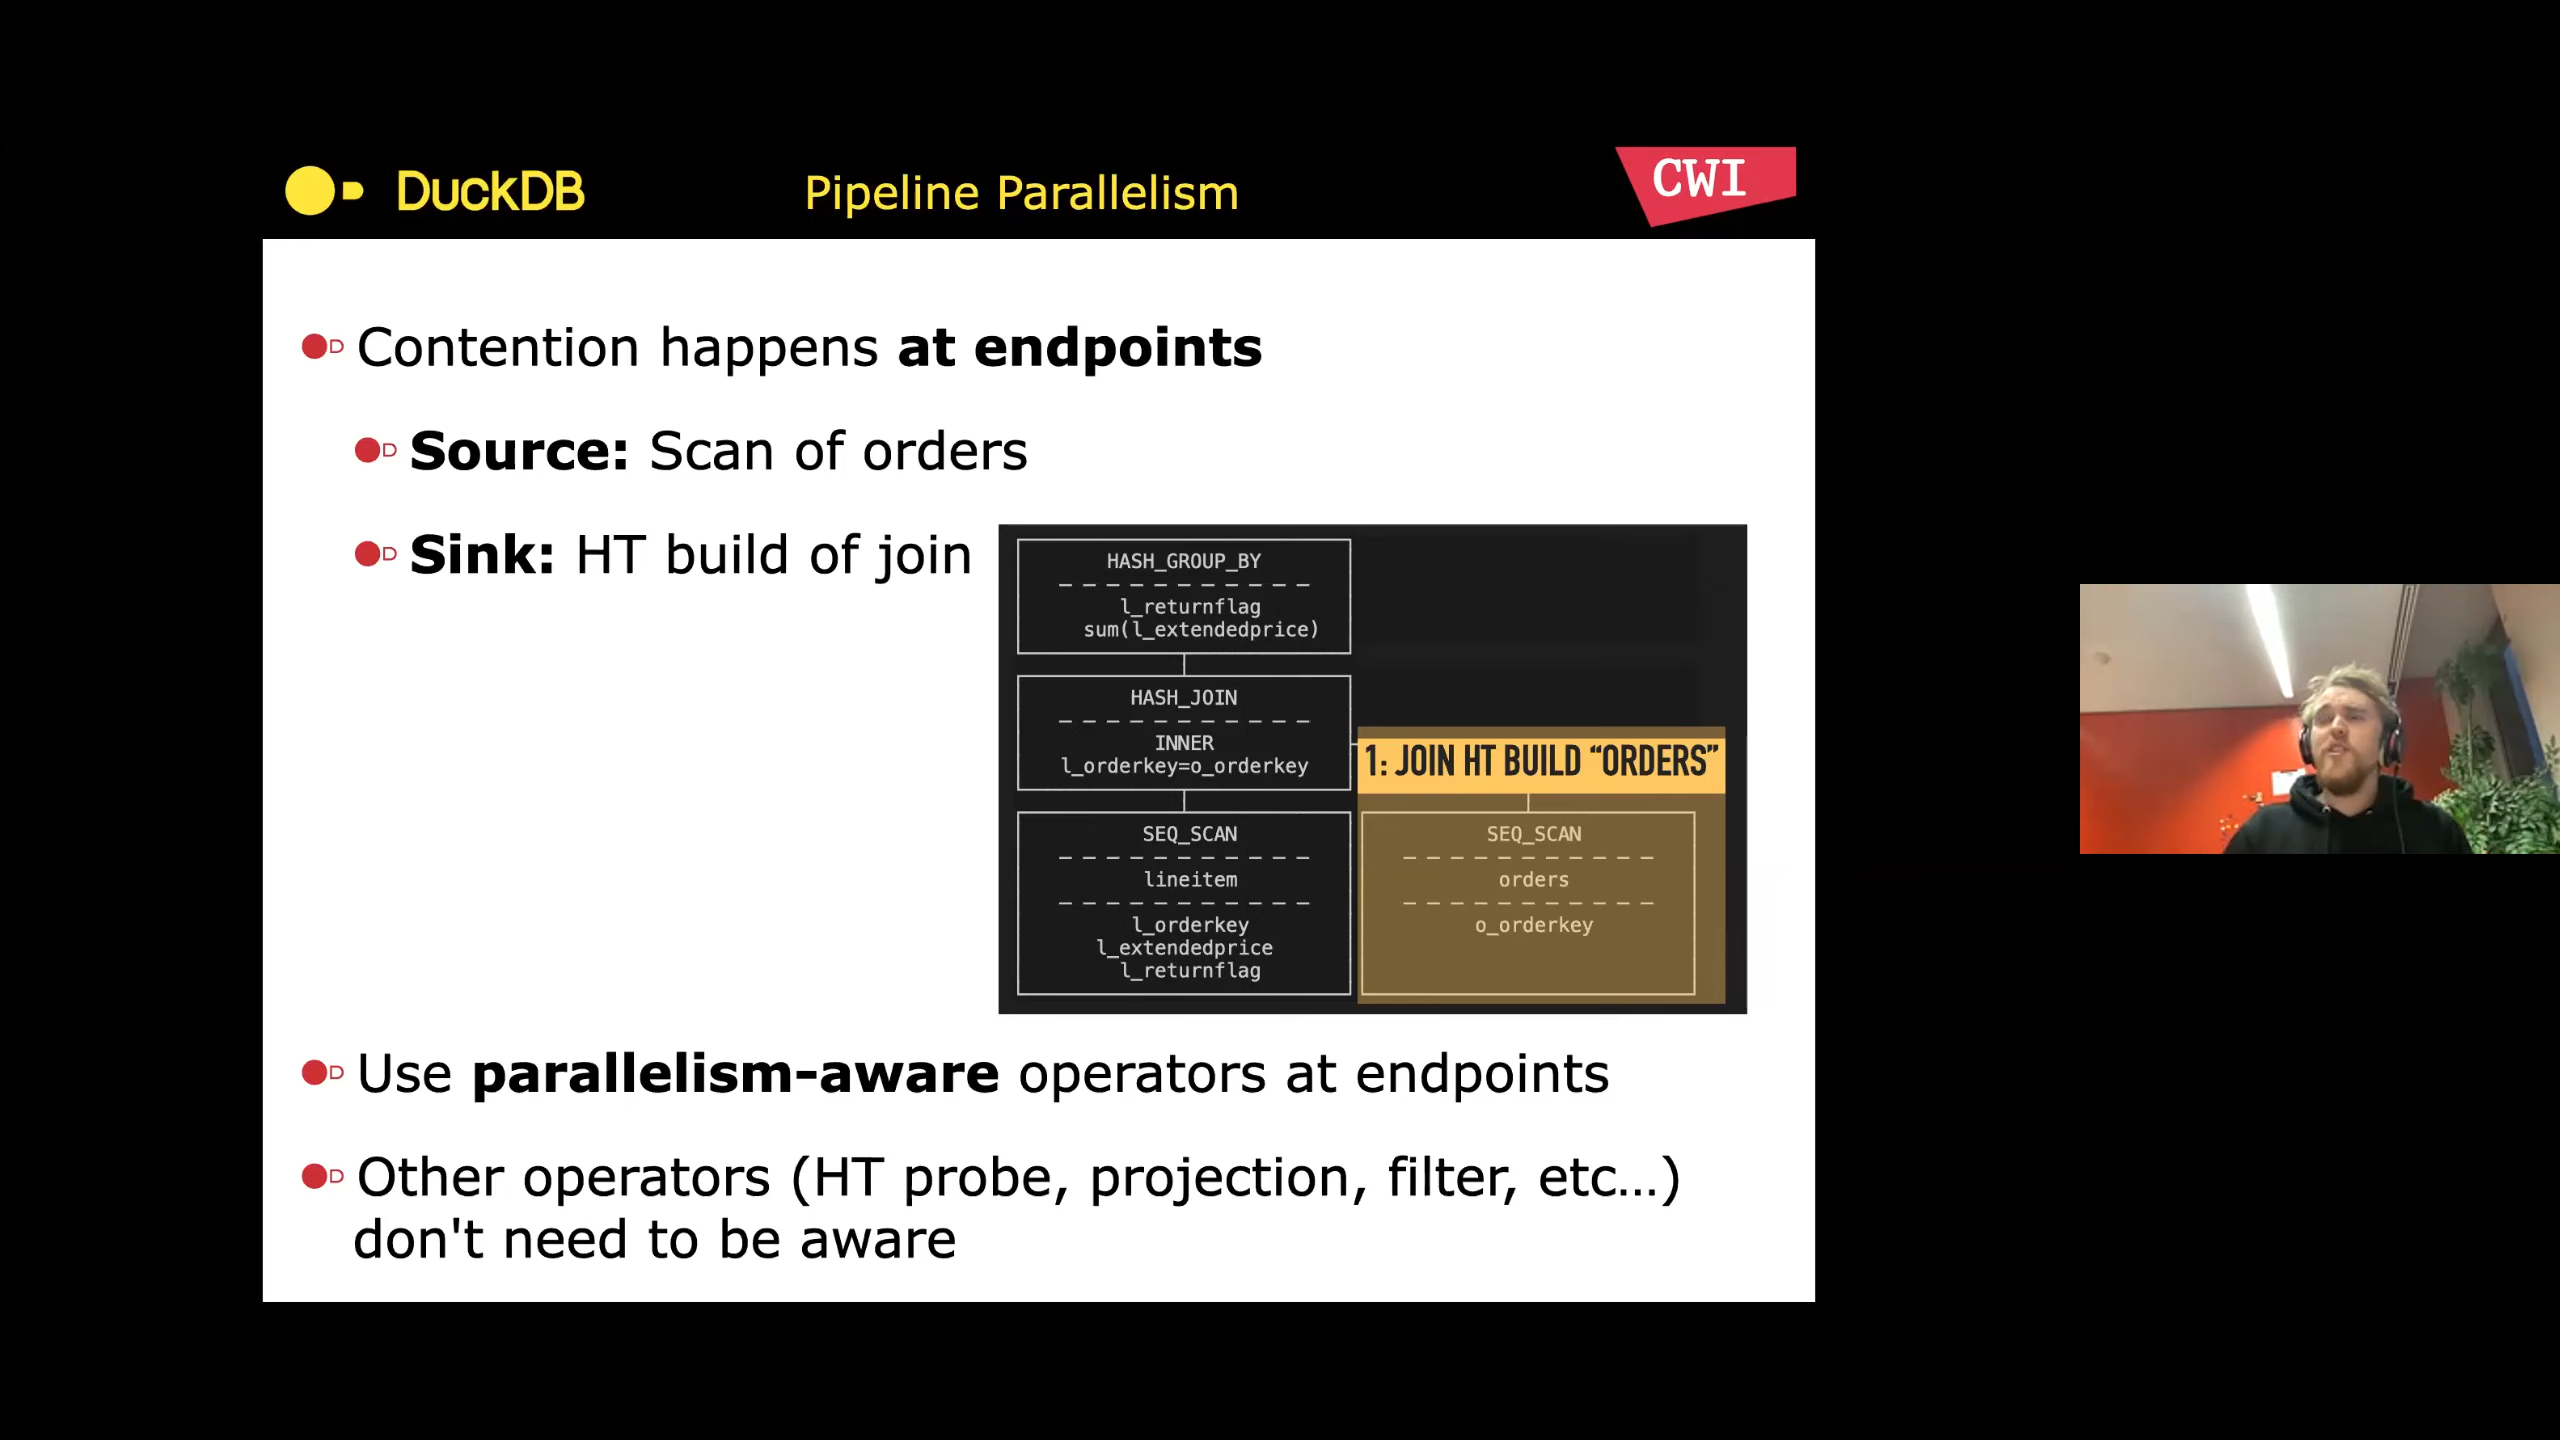 DuckDB
Pipeline Parallelism
CWI
Contention happens at endpoints
Source: Scan of orders
Sink: HT build of join
HASH_GROUP_BY
l_returnflag
sum(l_extendedprice)
HASH_JOIN
INNER
l_orderkey=o_orderkey
1: JOIN HT BUILD “ORDERS”
SEQ_SCAN
lineitem
l_orderkey
l_extendedprice
l_returnflag
SEQ_SCAN
orders
o_orderkey
Use parallelism-aware operators at endpoints
Other operators (HT probe, projection, filter, etc…)
don't need to be aware